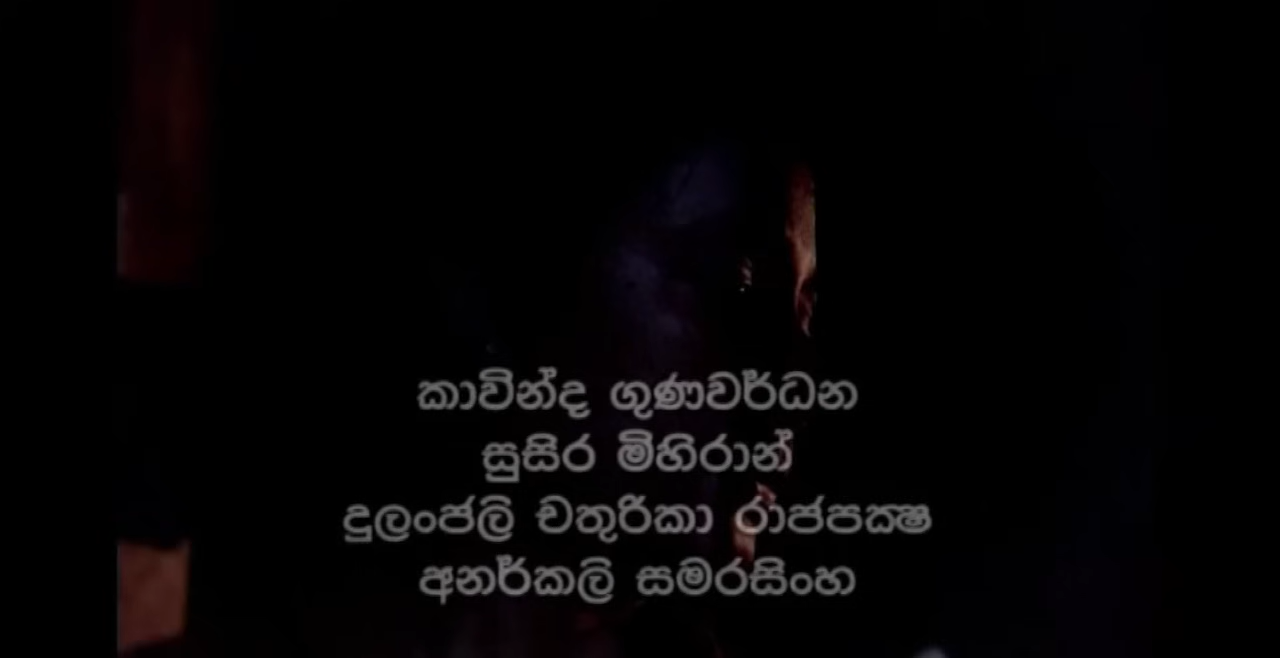 කාවින්ද ගුණවර්ධන
සුසිර මිහිරාන්
දුලංජලි චතුරිකා රාජපක්‍ෂ
අනර්කලි සමරසිංහ